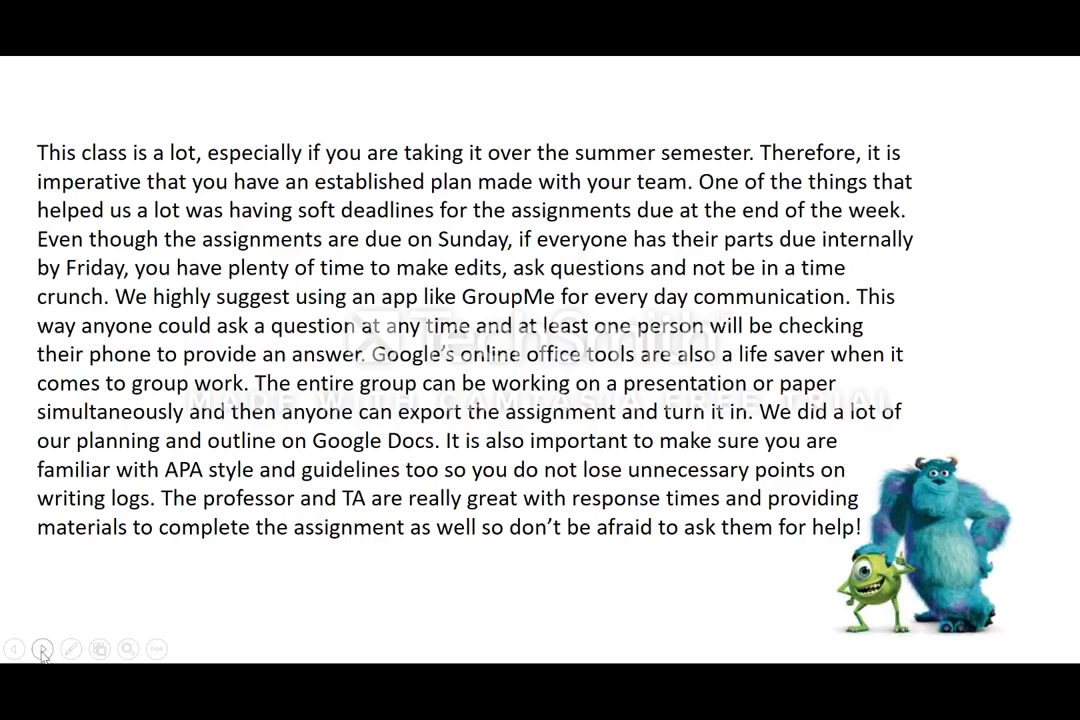 This class is a lot, especially if you are taking it over the summer semester. Therefore, it is
imperative that you have an established plan made with your team. One of the things that
helped us a lot was having soft deadlines for the assignments due at the end of the week.
Even though the assignments are due on Sunday, if everyone has their parts due internally
by Friday, you have plenty of time to make edits, ask questions and not be in a time
crunch. We highly suggest using an app like GroupMe for every day communication. This
way anyone could ask a question at any time and at least one person will be checking
TechSmith
their phone to provide an answer. Google's online office tools are also a life saver when it
comes to group work. The entire group can be working on a presentation or paper
MADE WITH CAMTASIA FREE TRIAL
simultaneously and then anyone can export the assignment and turn it in. We did a lot of
our planning and outline on Google Docs. It is also important to make sure you are
familiar with APA style and guidelines too so you do not lose unnecessary points on
writing logs. The professor and TA are really great with response times and providing
materials to complete the assignment as well so don't be afraid to ask them for help!